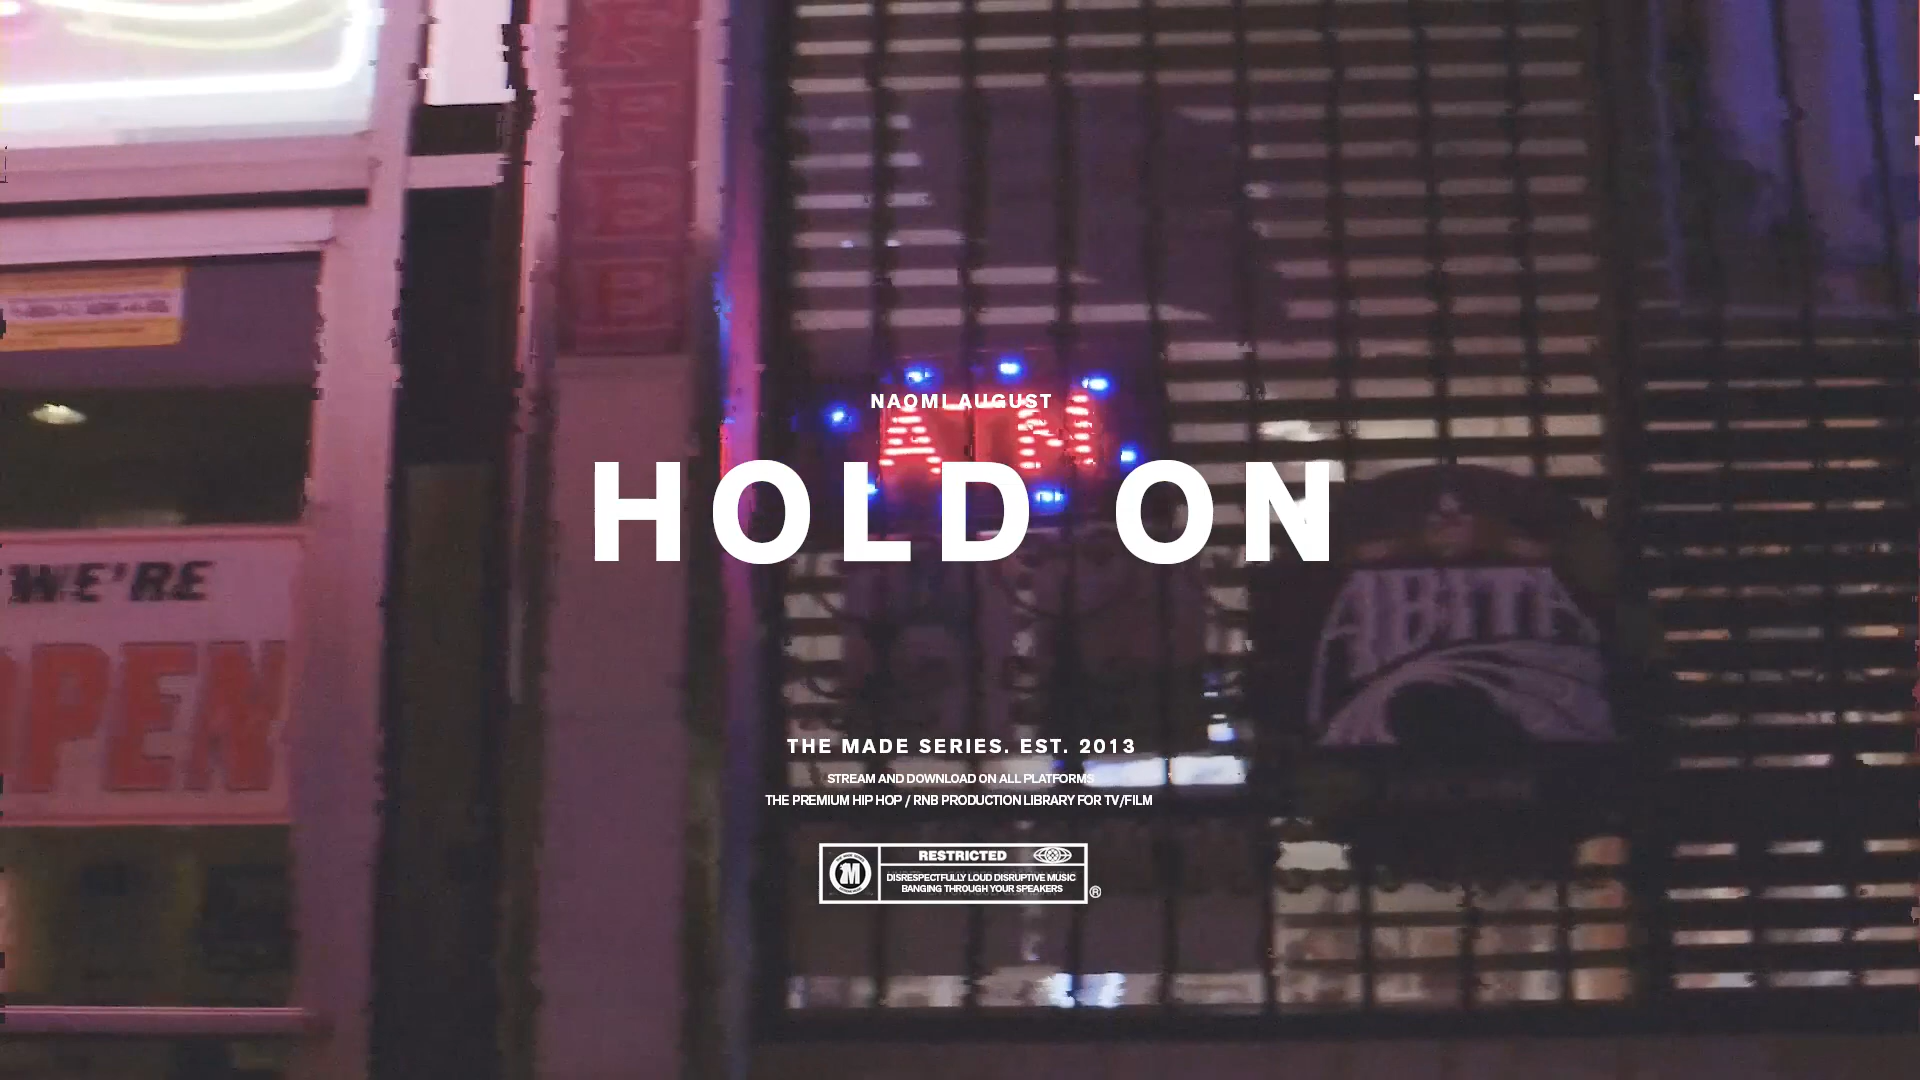 NAOMI AUGUST
HOLD ON
WE'RE
OPEN
ATM
ABITA
THE MADE SERIES. EST. 2013
STREAM AND DOWNLOAD ON ALL PLATFORMS
THE PREMIUM HIP HOP / RNB PRODUCTION LIBRARY FOR TV/FILM
M
RESTRICTED
DISRESPECTFULLY LOUD DISRUPTIVE MUSIC
BANGING THROUGH YOUR SPEAKERS
®